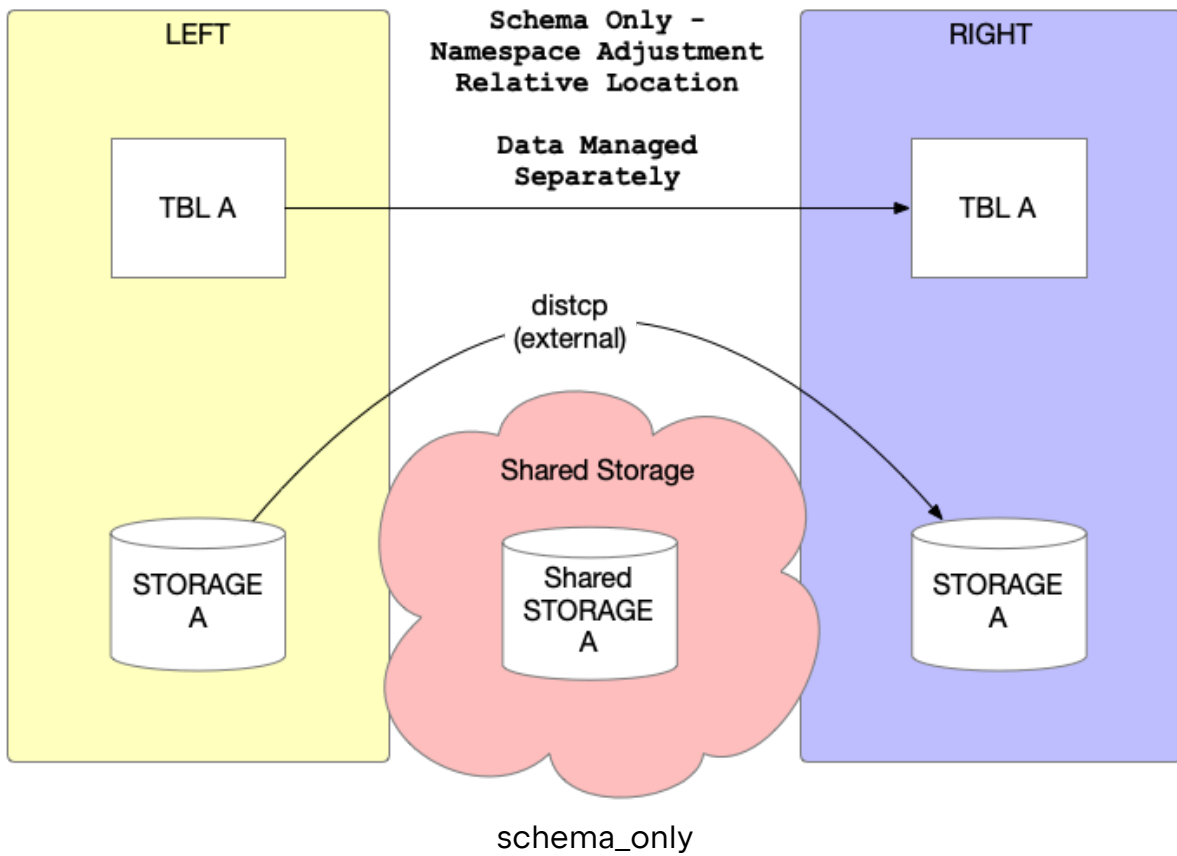 LEFT
Schema Only -
Namespace Adjustment
Relative Location
Data Managed
Separately
RIGHT
TBL A
TBL A
distcp
(external)
Shared Storage
STORAGE
A
Shared
STORAGE
A
STORAGE
A
schema_only